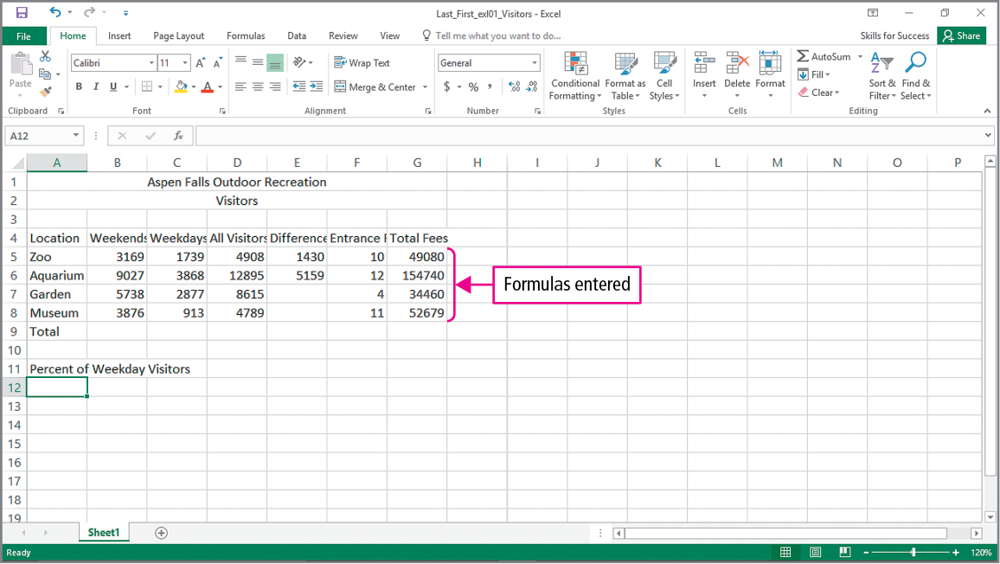 Last_First_exl01_Visitors - Excel
File Home Insert Page Layout Formulas Data Review View Tell me what you want to do... Skills for Success Share
Paste
Calibri 11 A A
B I U A
Wrap Text
Merge & Center
General
$ % , .00 .00
Conditional Formatting
Format as Table
Cell Styles
Insert Delete Format
AutoSum
Fill
Clear
Sort & Filter
Find & Select
Clipboard Font Alignment Number Styles Cells Editing
A12 fx
A B C D E F G H I J K L M N O P
1 Aspen Falls Outdoor Recreation
2 Visitors
3
4 Location Weekends Weekdays All Visitors Difference Entrance Total Fees
5 Zoo 3169 1739 4908 1430 10 49080
6 Aquarium 9027 3868 12895 5159 12 154740
Formulas entered
7 Garden 5738 2877 8615 4 34460
8 Museum 3876 913 4789 11 52679
9 Total
10
11 Percent of Weekday Visitors
12
13
14
15
16
17
18
19
Sheet1
Ready 120%